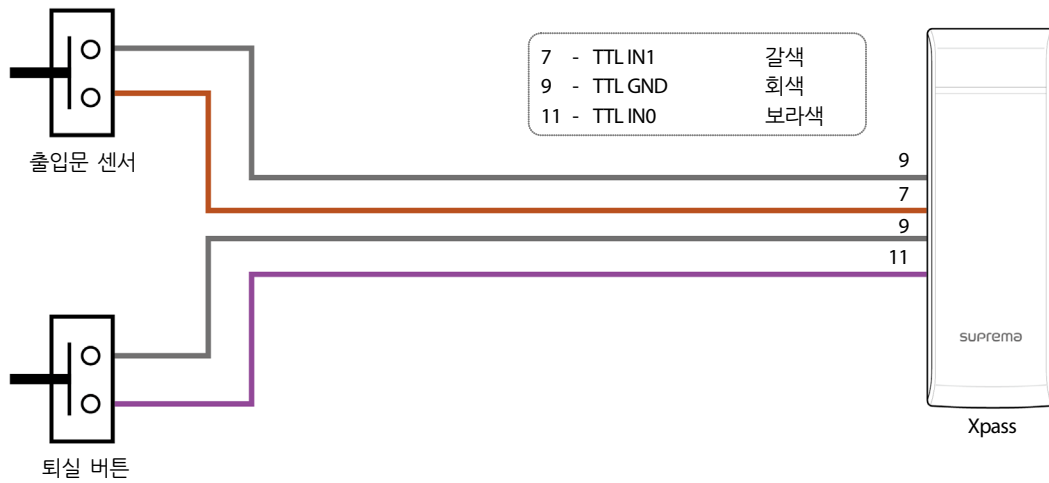 7 - TTL IN1 갈색
9 - TTL GND 회색
11 - TTL IN0 보라색
출입문 센서
9
7
9
11
suprema
Xpass
퇴실 버튼